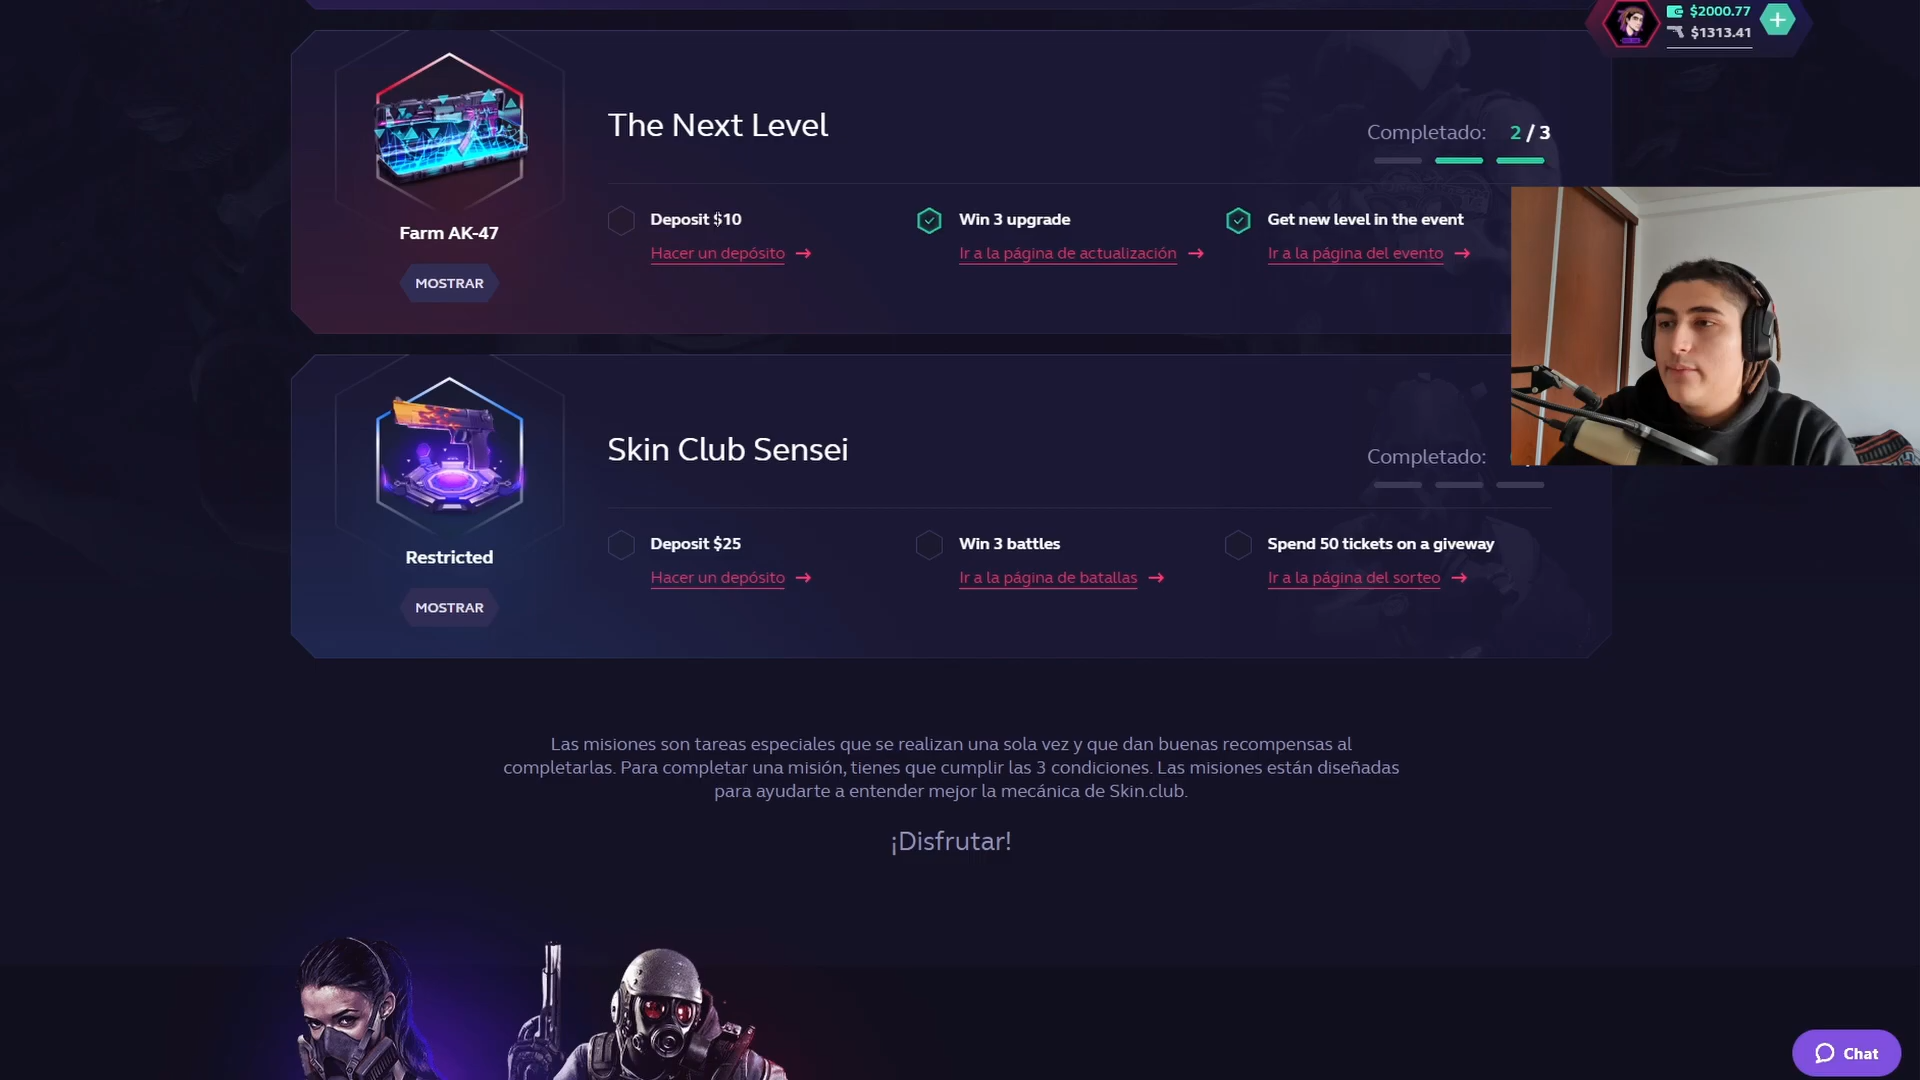 $2000.77
$1313.41
The Next Level
Completado: 2 / 3
Farm AK-47
MOSTRAR
Deposit $10
Hacer un depósito →
Win 3 upgrade
Ir a la página de actualización →
Get new level in the event
Ir a la página del evento →
Skin Club Sensei
Completado:
Restricted
MOSTRAR
Deposit $25
Hacer un depósito →
Win 3 battles
Ir a la página de batallas →
Spend 50 tickets on a giveway
Ir a la página del sorteo →
Las misiones son tareas especiales que se realizan una sola vez y que dan buenas recompensas al
completarlas. Para completar una misión, tienes que cumplir las 3 condiciones. Las misiones están diseñadas
para ayudarte a entender mejor la mecánica de Skin.club.
¡Disfrutar!
Chat